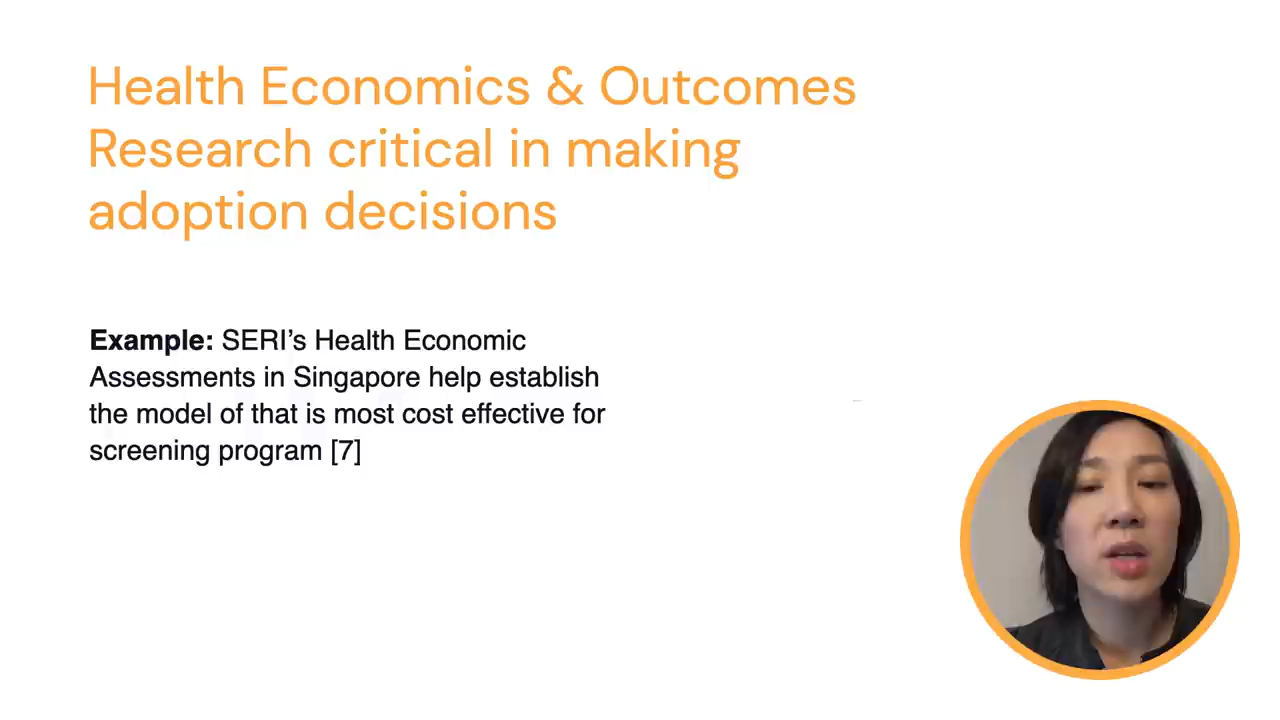 Health Economics & Outcomes
Research critical in making
adoption decisions
Example: SERI’s Health Economic
Assessments in Singapore help establish
the model of that is most cost effective for
screening program [7]